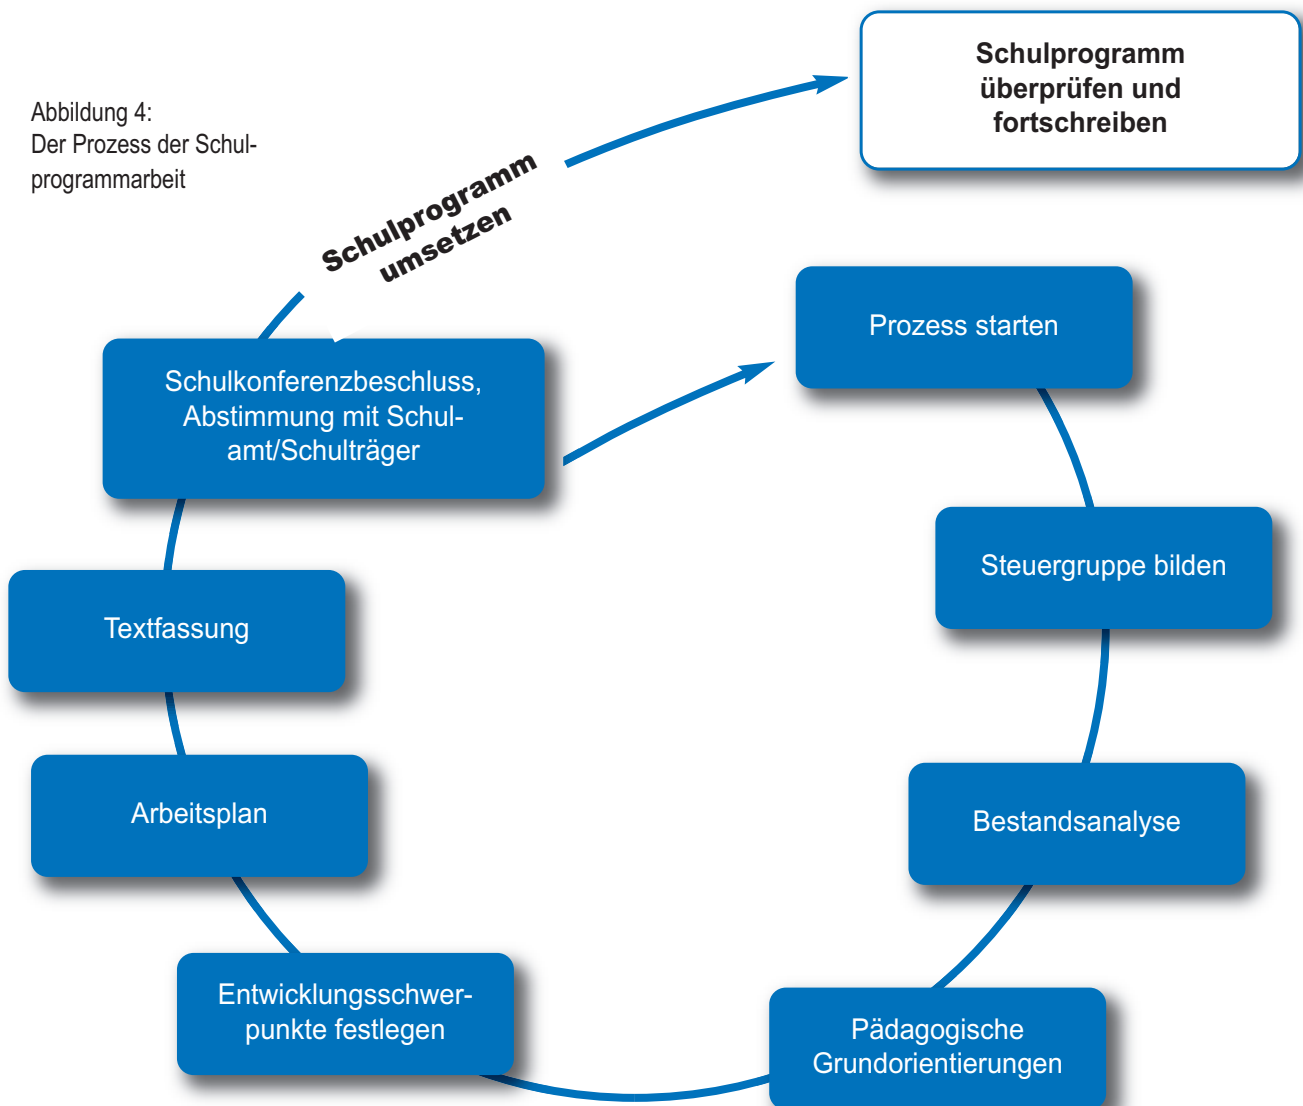 Abbildung 4:
Der Prozess der Schul-
programmarbeit
Schulprogramm
überprüfen und
fortschreiben
Schulprogramm
umsetzen
Prozess starten
Schulkonferenzbeschluss,
Abstimmung mit Schul-
amt/Schulträger
Steuergruppe bilden
Textfassung
Arbeitsplan
Bestandsanalyse
Entwicklungsschwer-
punkte festlegen
Pädagogische
Grundorientierungen